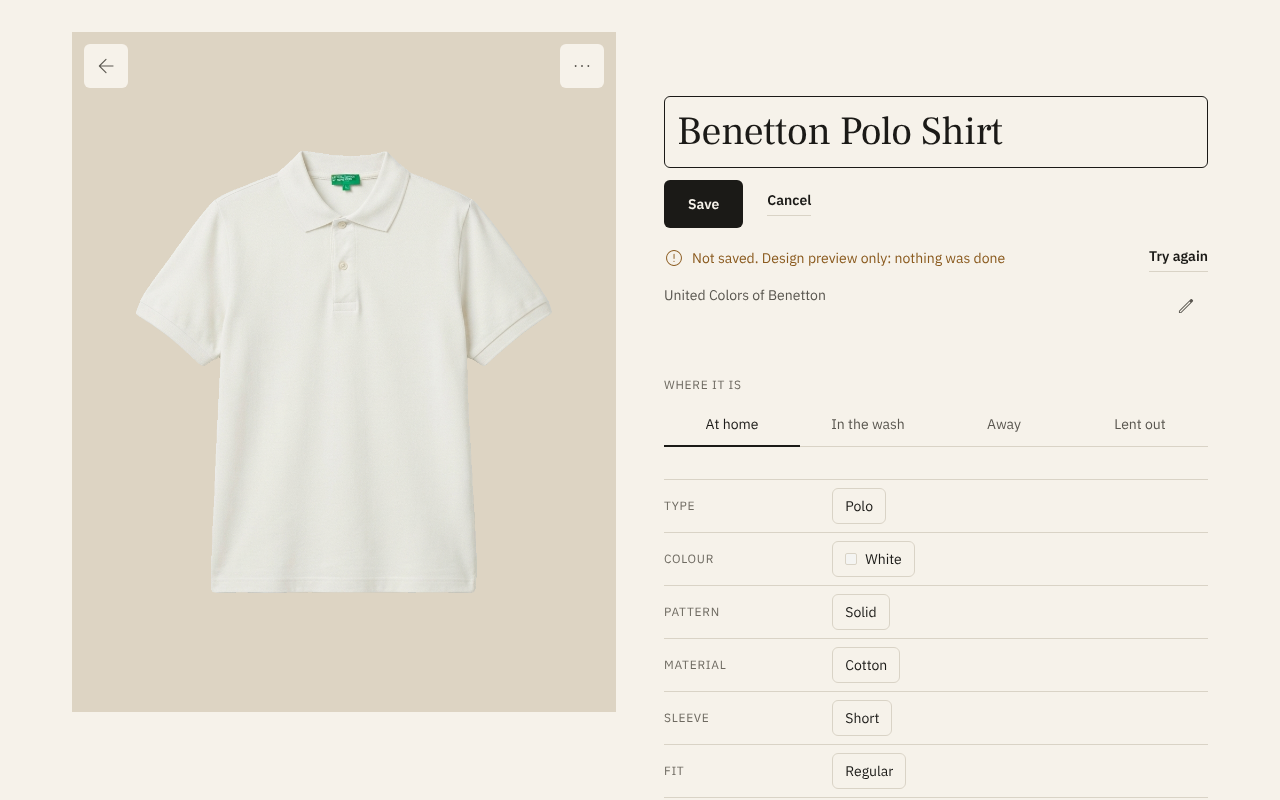 Benetton Polo Shirt
Save
Cancel
Not saved. Design preview only: nothing was done
Try again
United Colors of Benetton
WHERE IT IS
At home
In the wash
Away
Lent out
TYPE
Polo
COLOUR
White
PATTERN
Solid
MATERIAL
Cotton
SLEEVE
Short
FIT
Regular